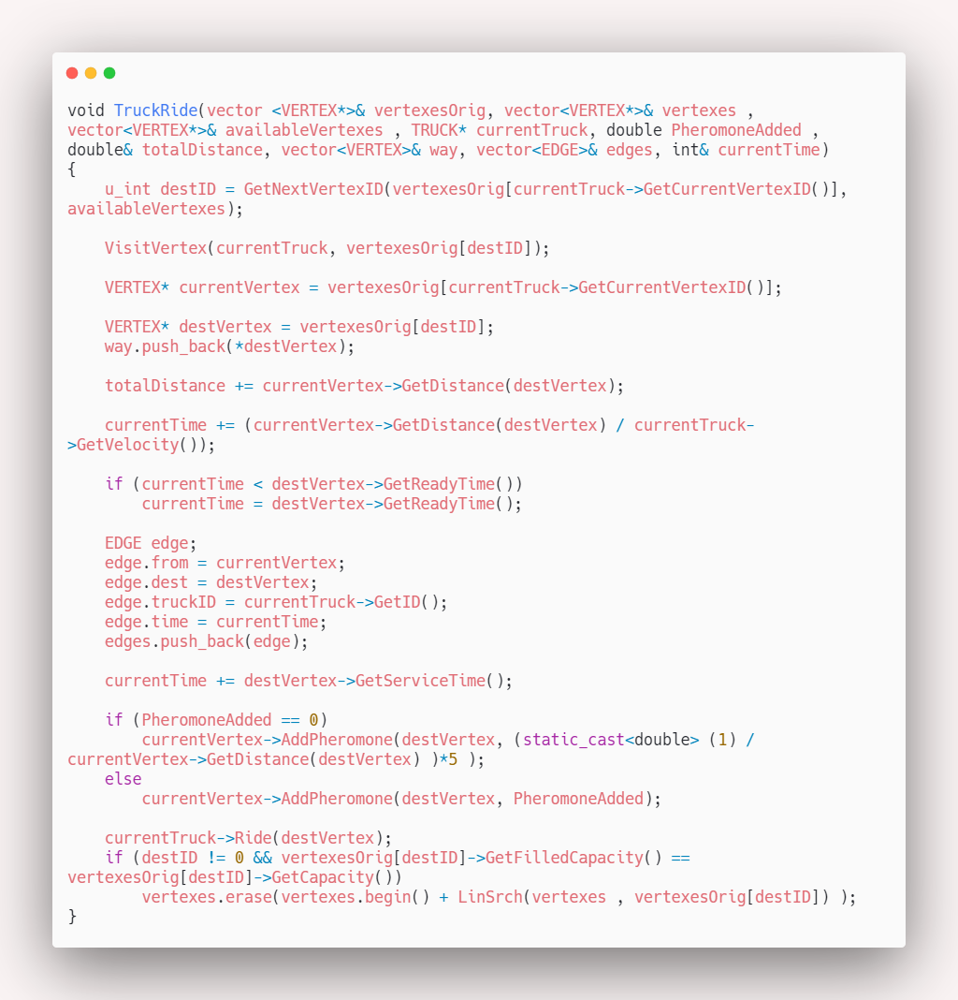 void TruckRide(vector <VERTEX*>& vertexesOrig, vector<VERTEX*>& vertexes ,
vector<VERTEX*>& availableVertexes , TRUCK* currentTruck, double PheromoneAdded ,
double& totalDistance, vector<VERTEX>& way, vector<EDGE>& edges, int& currentTime)
{
    u_int destID = GetNextVertexID(vertexesOrig[currentTruck->GetCurrentVertexID()],
availableVertexes);

    VisitVertex(currentTruck, vertexesOrig[destID]);

    VERTEX* currentVertex = vertexesOrig[currentTruck->GetCurrentVertexID()];

    VERTEX* destVertex = vertexesOrig[destID];
    way.push_back(*destVertex);

    totalDistance += currentVertex->GetDistance(destVertex);

    currentTime += (currentVertex->GetDistance(destVertex) / currentTruck-
>GetVelocity());

    if (currentTime < destVertex->GetReadyTime())
        currentTime = destVertex->GetReadyTime();

    EDGE edge;
    edge.from = currentVertex;
    edge.dest = destVertex;
    edge.truckID = currentTruck->GetID();
    edge.time = currentTime;
    edges.push_back(edge);

    currentTime += destVertex->GetServiceTime();

    if (PheromoneAdded == 0)
        currentVertex->AddPheromone(destVertex, (static_cast<double> (1) /
currentVertex->GetDistance(destVertex) )*5 );
    else
        currentVertex->AddPheromone(destVertex, PheromoneAdded);

    currentTruck->Ride(destVertex);
    if (destID != 0 && vertexesOrig[destID]->GetFilledCapacity() ==
vertexesOrig[destID]->GetCapacity())
        vertexes.erase(vertexes.begin() + LinSrch(vertexes , vertexesOrig[destID]) );
}